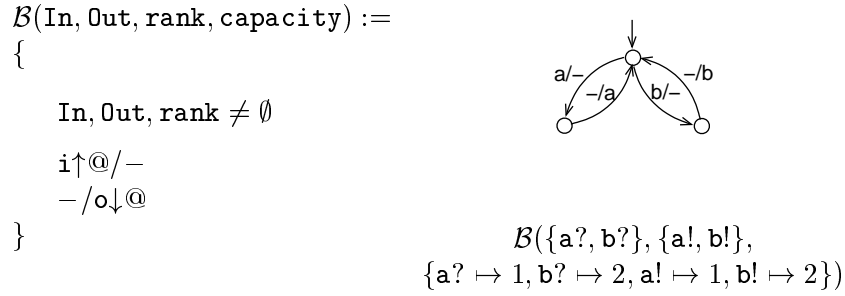 ℬ(In, Out, rank, capacity) :=
{
In, Out, rank ≠ ∅
i↑@/−
−/o↓@
}
a/–
–/a
b/–
–/b
ℬ({a?, b?}, {a!, b!},
{a? ↦ 1, b? ↦ 2, a! ↦ 1, b! ↦ 2})